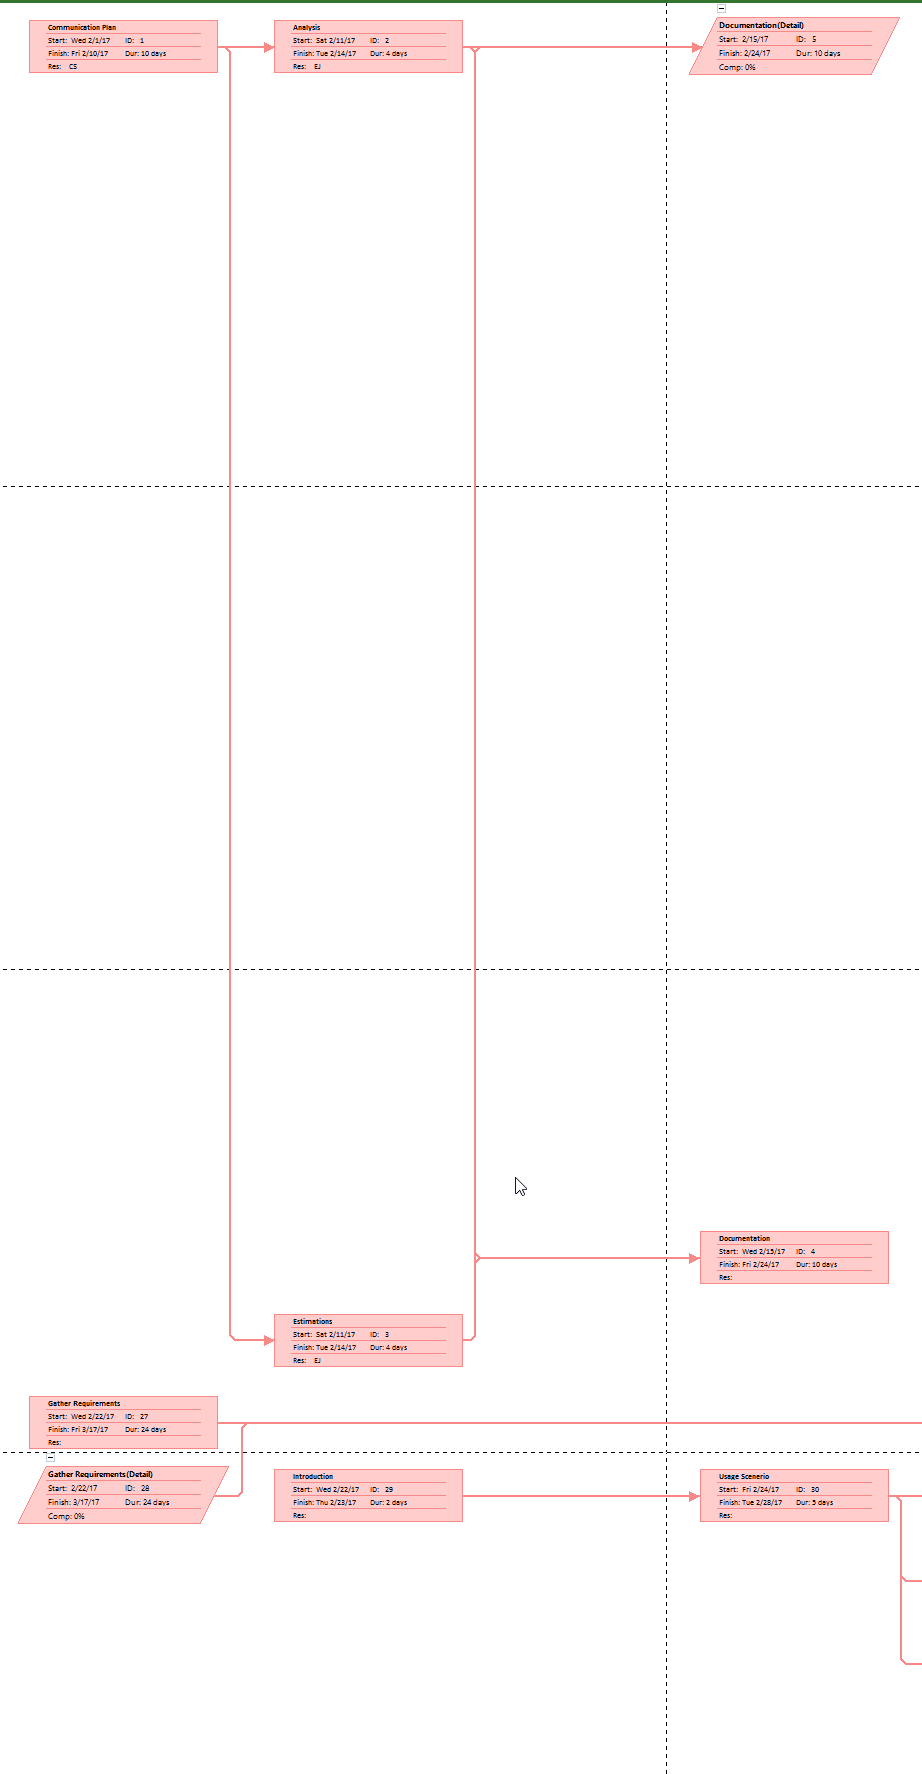 Communication Plan
Start: Wed 2/1/17 ID: 1
Finish: Fri 2/10/17 Dur: 10 days
Res: CS
Analysis
Start: Sat 2/11/17 ID: 2
Finish: Tue 2/14/17 Dur: 4 days
Res: EJ
Documentation(Detail)
Start: 2/15/17 ID: 5
Finish: 2/24/17 Dur: 10 days
Comp: 0%
Documentation
Start: Wed 2/15/17 ID: 4
Finish: Fri 2/24/17 Dur: 10 days
Res:
Estimations
Start: Sat 2/11/17 ID: 3
Finish: Tue 2/14/17 Dur: 4 days
Res: EJ
Gather Requirements
Start: Wed 2/22/17 ID: 27
Finish: Fri 3/17/17 Dur: 24 days
Res:
Gather Requirements(Detail)
Start: 2/22/17 ID: 28
Finish: 3/17/17 Dur: 24 days
Comp: 0%
Introduction
Start: Wed 2/22/17 ID: 29
Finish: Thu 2/23/17 Dur: 2 days
Res:
Usage Scenerio
Start: Fri 2/24/17 ID: 30
Finish: Tue 2/28/17 Dur: 5 days
Res: